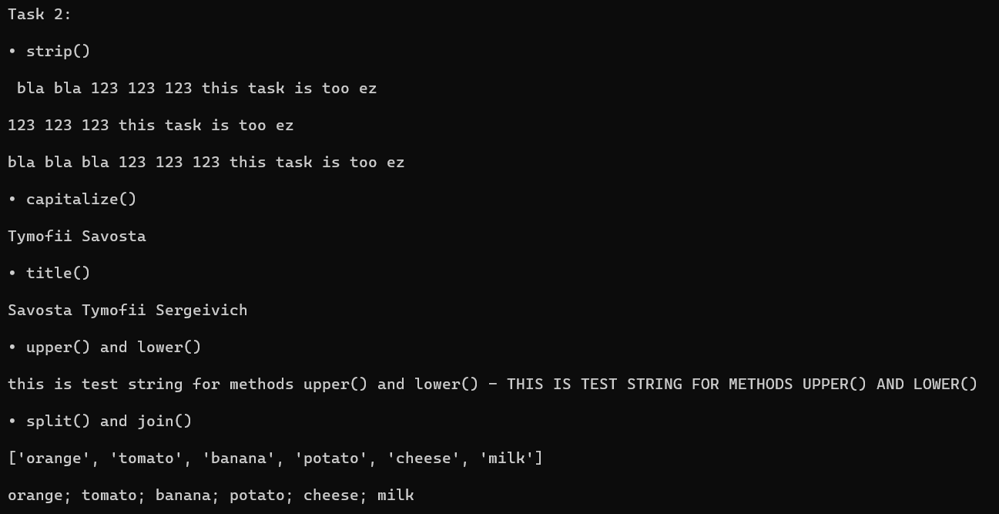 Task 2:
• strip()
 bla bla 123 123 123 this task is too ez
123 123 123 this task is too ez
bla bla bla 123 123 123 this task is too ez
• capitalize()
Tymofii Savosta
• title()
Savosta Tymofii Sergeivich
• upper() and lower()
this is test string for methods upper() and lower() — THIS IS TEST STRING FOR METHODS UPPER() AND LOWER()
• split() and join()
['orange', 'tomato', 'banana', 'potato', 'cheese', 'milk']
orange; tomato; banana; potato; cheese; milk